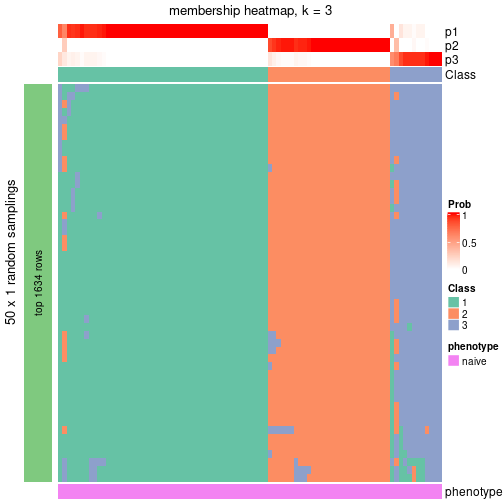 membership heatmap, k = 3
p1
p2
p3
Class
50 x 1 random samplings
top 1634 rows
Prob
1
0.5
0
Class
1
2
3
phenotype
naive
phenotype